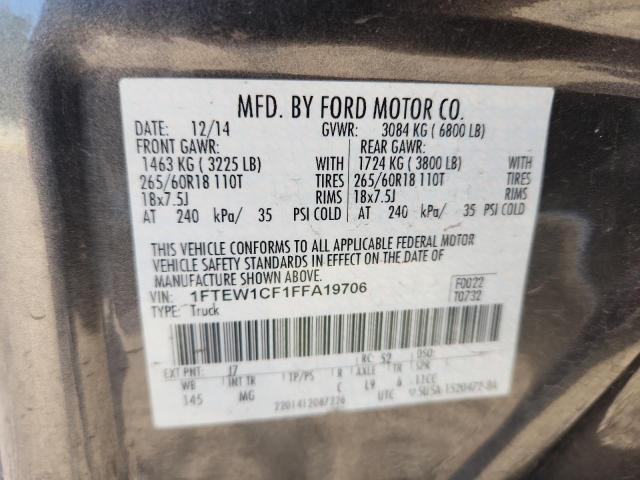 MFD. BY FORD MOTOR CO.
DATE: 12/14 GVWR: 3084 KG (6800 LB)
FRONT GAWR: REAR GAWR:
1463 KG (3225 LB) WITH 1724 KG (3800 LB) WITH
265/60R18 110T TIRES 265/60R18 110T TIRES
18x7.5J RIMS 18x7.5J RIMS
AT 240 kPa/ 35 PSI COLD AT 240 kPa/ 35 PSI COLD
THIS VEHICLE CONFORMS TO ALL APPLICABLE FEDERAL MOTOR
VEHICLE SAFETY STANDARDS IN EFFECT ON THE DATE OF
MANUFACTURE SHOWN ABOVE.
VIN: 1FTEW1CF1FFA19706 F0022
TYPE: Truck T0732
EXT PNT: J7 RC: 52 DSO:
WB INT TR TP/PS R AXLE TR SPR
145 MG C L9 6 11CC
2201412087226 UTC